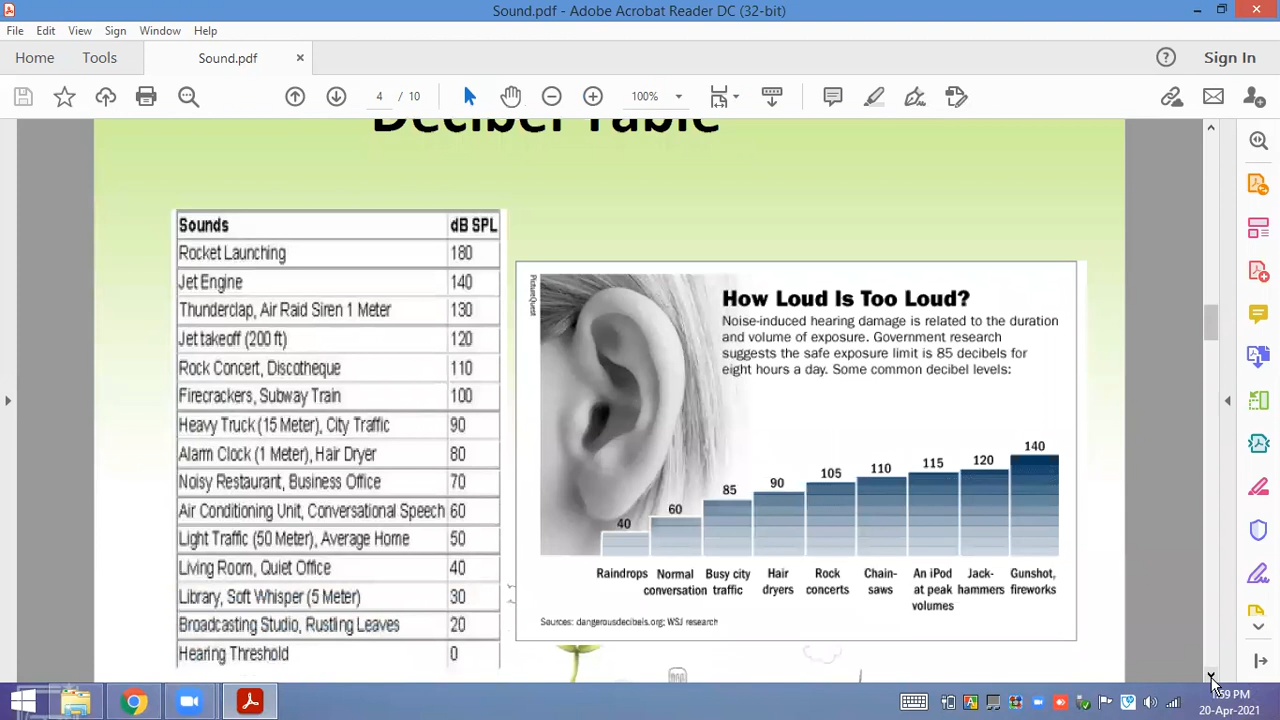 Sound.pdf - Adobe Acrobat Reader DC (32-bit)
File Edit View Sign Window Help
Home Tools Sound.pdf × Sign In
4 / 10 100%
Decibel Table
Sounds dB SPL
Rocket Launching 180
Jet Engine 140
Thunderclap, Air Raid Siren 1 Meter 130
Jet takeoff (200 ft) 120
Rock Concert, Discotheque 110
Firecrackers, Subway Train 100
Heavy Truck (15 Meter), City Traffic 90
Alarm Clock (1 Meter), Hair Dryer 80
Noisy Restaurant, Business Office 70
Air Conditioning Unit, Conversational Speech 60
Light Traffic (50 Meter), Average Home 50
Living Room, Quiet Office 40
Library, Soft Whisper (5 Meter) 30
Broadcasting Studio, Rustling Leaves 20
Hearing Threshold 0
PictureQuest
How Loud Is Too Loud?
Noise-induced hearing damage is related to the duration
and volume of exposure. Government research
suggests the safe exposure limit is 85 decibels for
eight hours a day. Some common decibel levels:
40 60 85 90 105 110 115 120 140
Raindrops Normal Busy city Hair Rock Chain- An iPod Jack- Gunshot,
conversation traffic dryers concerts saws at peak hammers fireworks
volumes
Sources: dangerousdecibels.org; WSJ research
:59 PM
20-Apr-2021